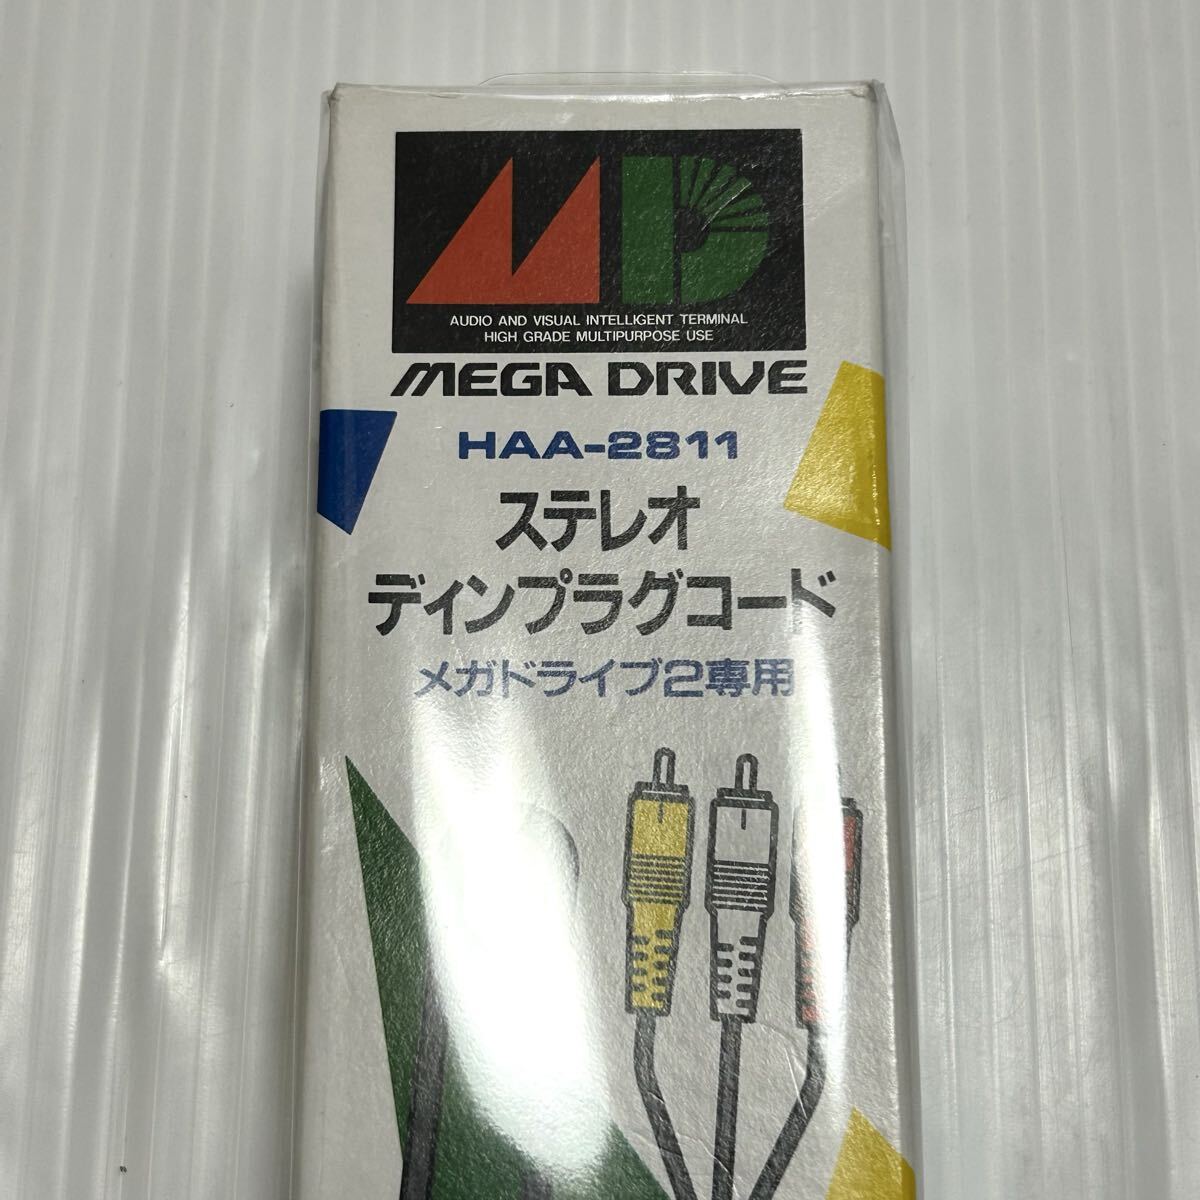 MD
AUDIO AND VISUAL INTELLIGENT TERMINAL
HIGH GRADE MULTIPURPOSE USE
MEGA DRIVE
HAA-2811
ステレオ
ディンプラグコード
メガドライブ2専用